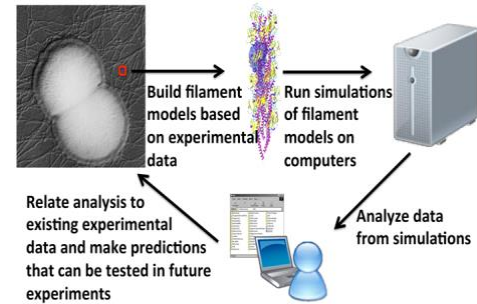 Build filament
models based
on experimental
data
Run simulations
of filament
models on
computers
Analyze data
from simulations
Relate analysis to
existing experimental
data and make predictions
that can be tested in future
experiments